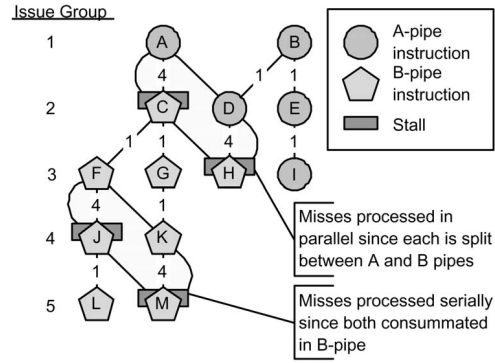 Issue Group
1
A
B
4
1
1
2
C
D
E
1
1
4
1
3
F
G
H
I
4
1
4
J
K
1
4
5
L
M
A-pipe
instruction
B-pipe
instruction
Stall
Misses processed in
parallel since each is split
between A and B pipes
Misses processed serially
since both consummated
in B-pipe